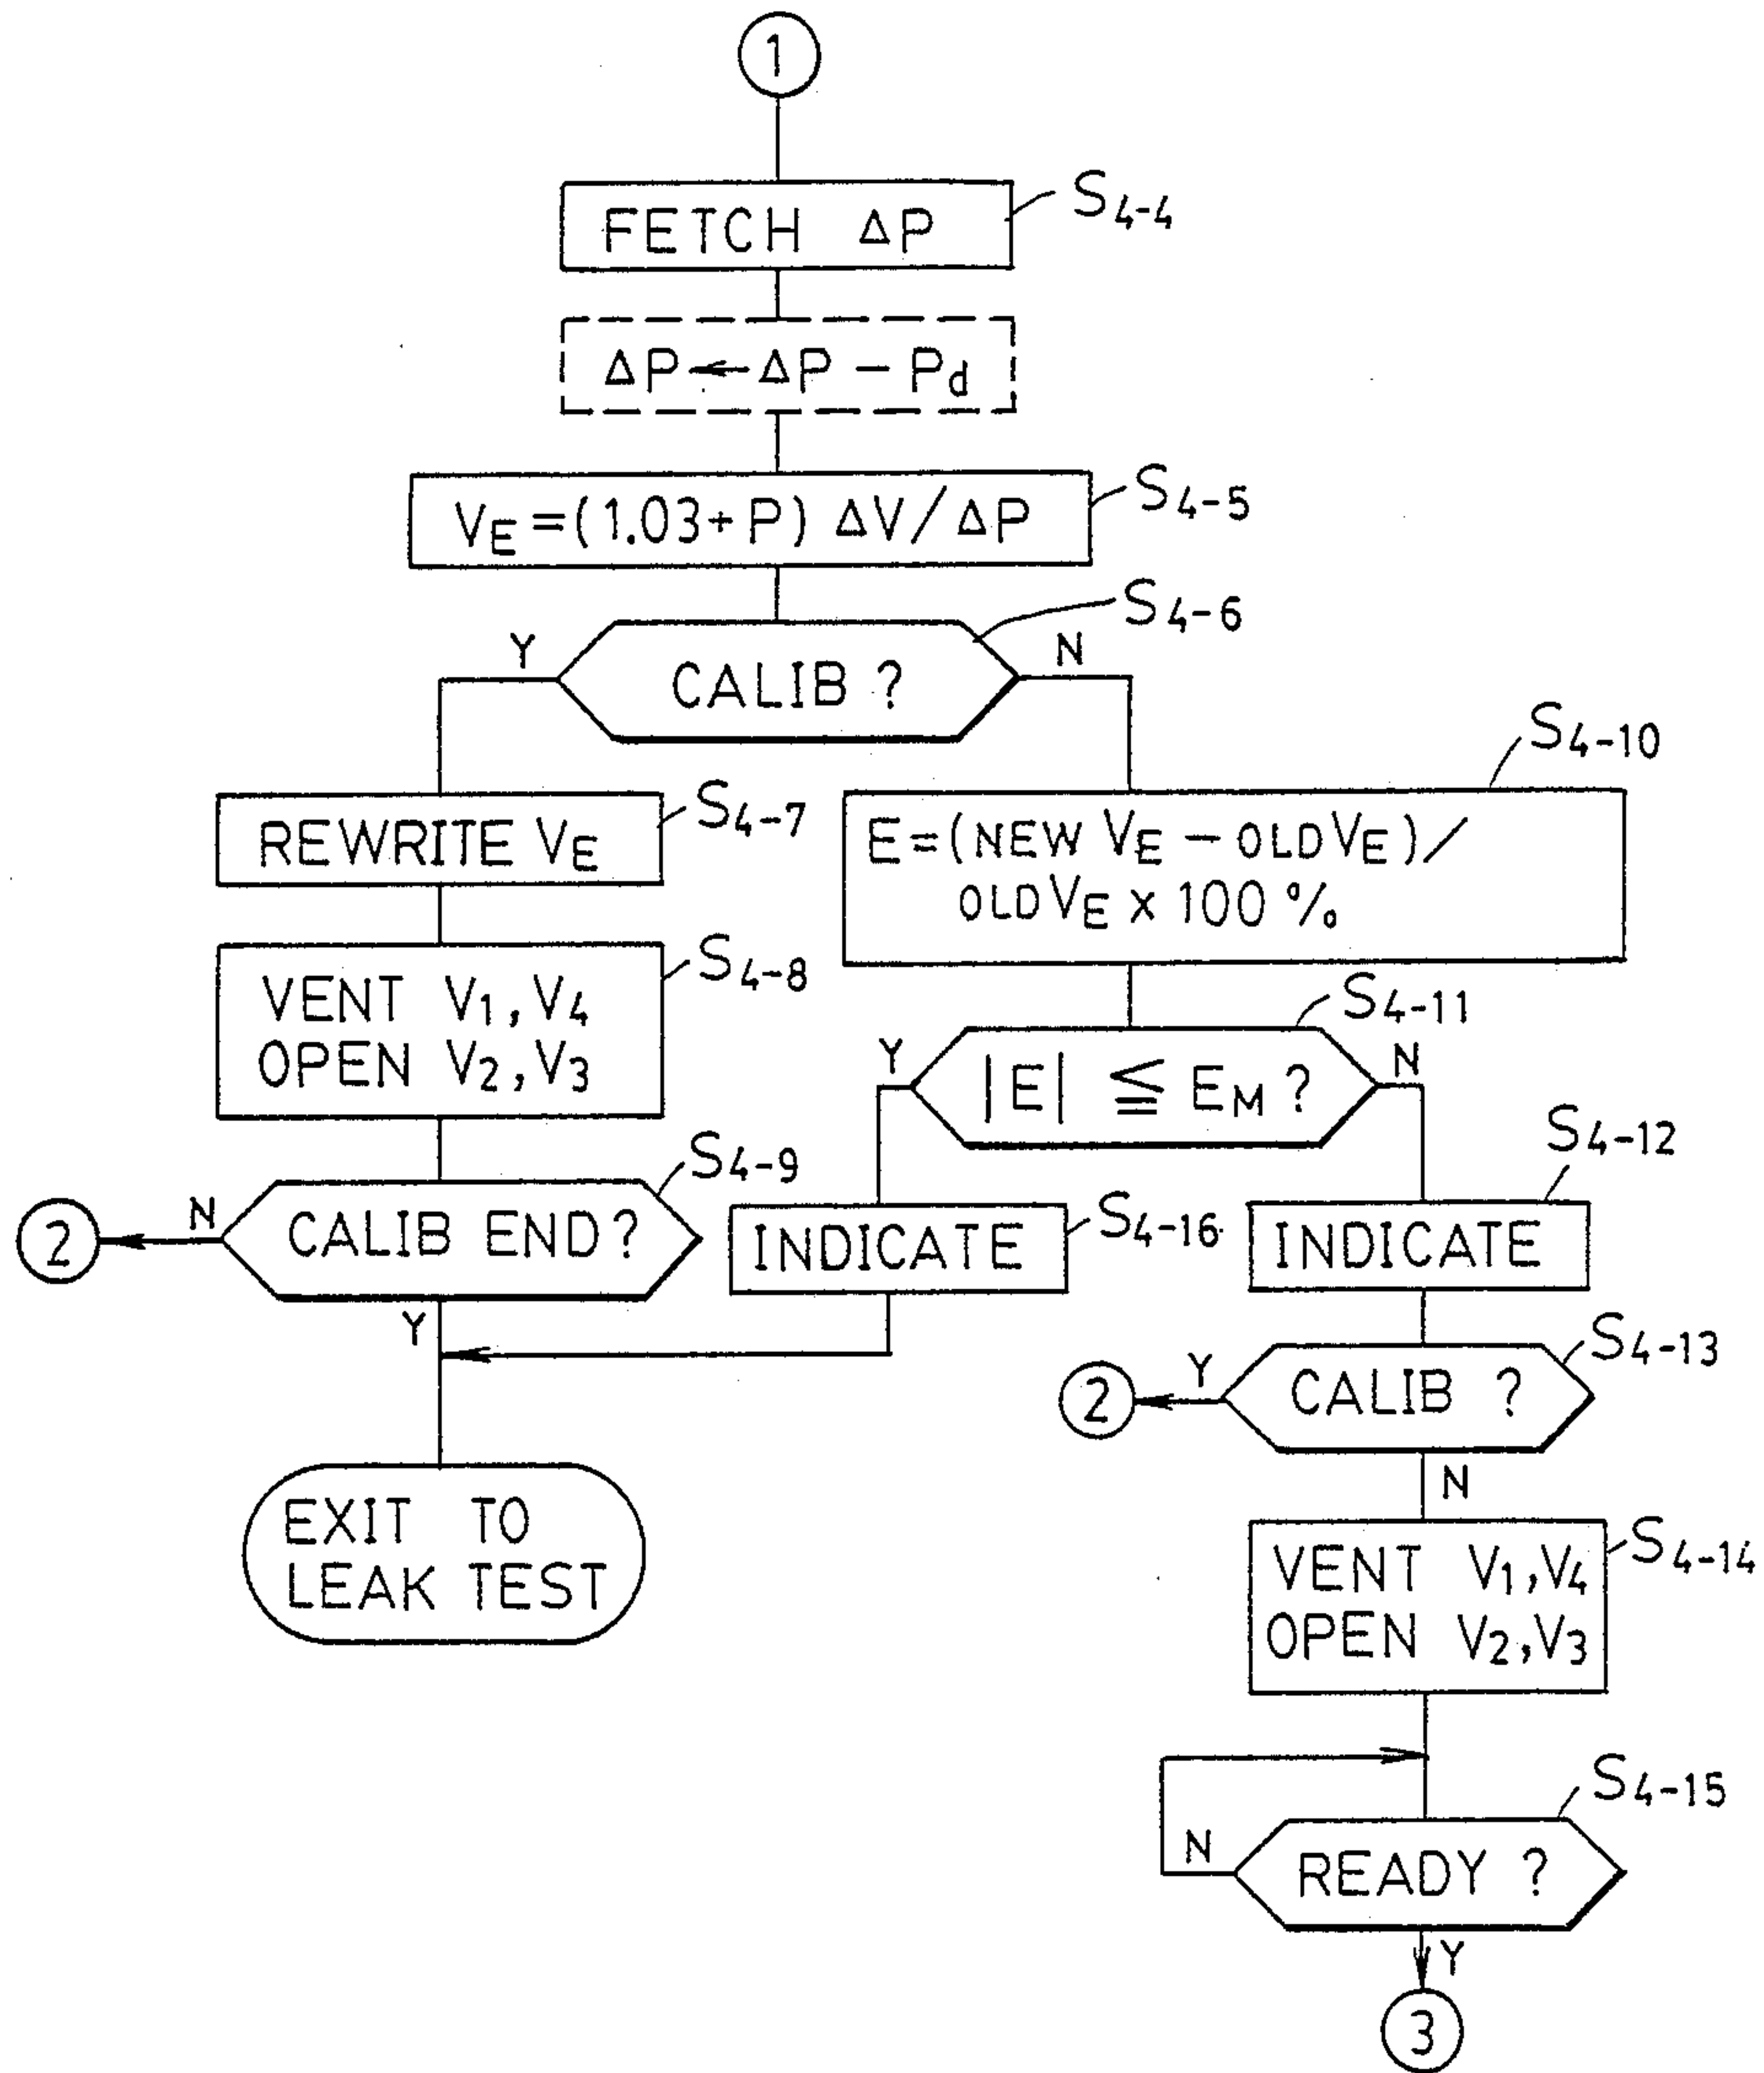 1
FETCH ΔP
S4-4
ΔP ← ΔP - Pd
VE = (1.03 + P) ΔV / ΔP
S4-5
CALIB ?
S4-6
Y
N
REWRITE VE
S4-7
E = (NEW VE - OLD VE) /
OLD VE x 100 %
S4-10
VENT V1, V4
OPEN V2, V3
S4-8
|E| ≦ EM ?
S4-11
Y
N
CALIB END?
S4-9
N
2
Y
INDICATE
S4-16
INDICATE
S4-12
CALIB ?
S4-13
Y
2
N
EXIT TO
LEAK TEST
VENT V1, V4
OPEN V2, V3
S4-14
READY ?
S4-15
N
Y
3